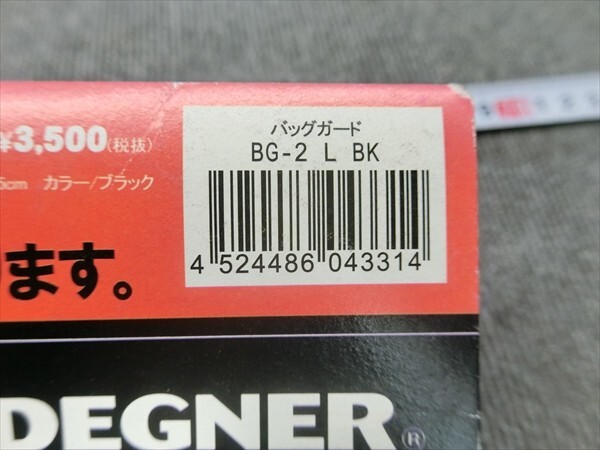 ¥3,500(税抜)
5cm カラー/ブラック
バッグガード
BG-2 L BK
4 524486 043314
ます。
DEGNER®